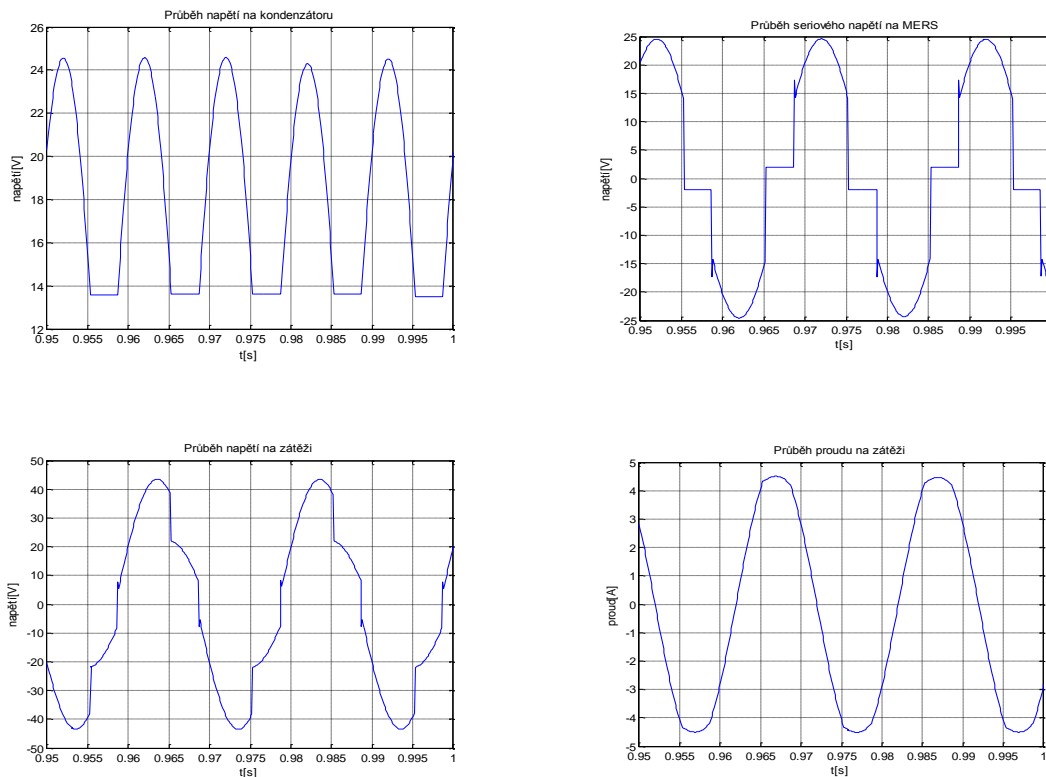 Průběh napětí na kondenzátoru
26
24
22
20
18
16
14
12
napětí[V]
0.95 0.955 0.96 0.965 0.97 0.975 0.98 0.985 0.99 0.995 1
t[s]
Průběh seriového napětí na MERS
25
20
15
10
5
0
-5
-10
-15
-20
-25
napětí[V]
0.95 0.955 0.96 0.965 0.97 0.975 0.98 0.985 0.99 0.995
t[s]
Průběh napětí na zátěži
50
40
30
20
10
0
-10
-20
-30
-40
-50
napětí[V]
0.95 0.955 0.96 0.965 0.97 0.975 0.98 0.985 0.99 0.995 1
t[s]
Průběh proudu na zátěži
5
4
3
2
1
0
-1
-2
-3
-4
-5
proud[A]
0.95 0.955 0.96 0.965 0.97 0.975 0.98 0.985 0.99 0.995 1
t[s]